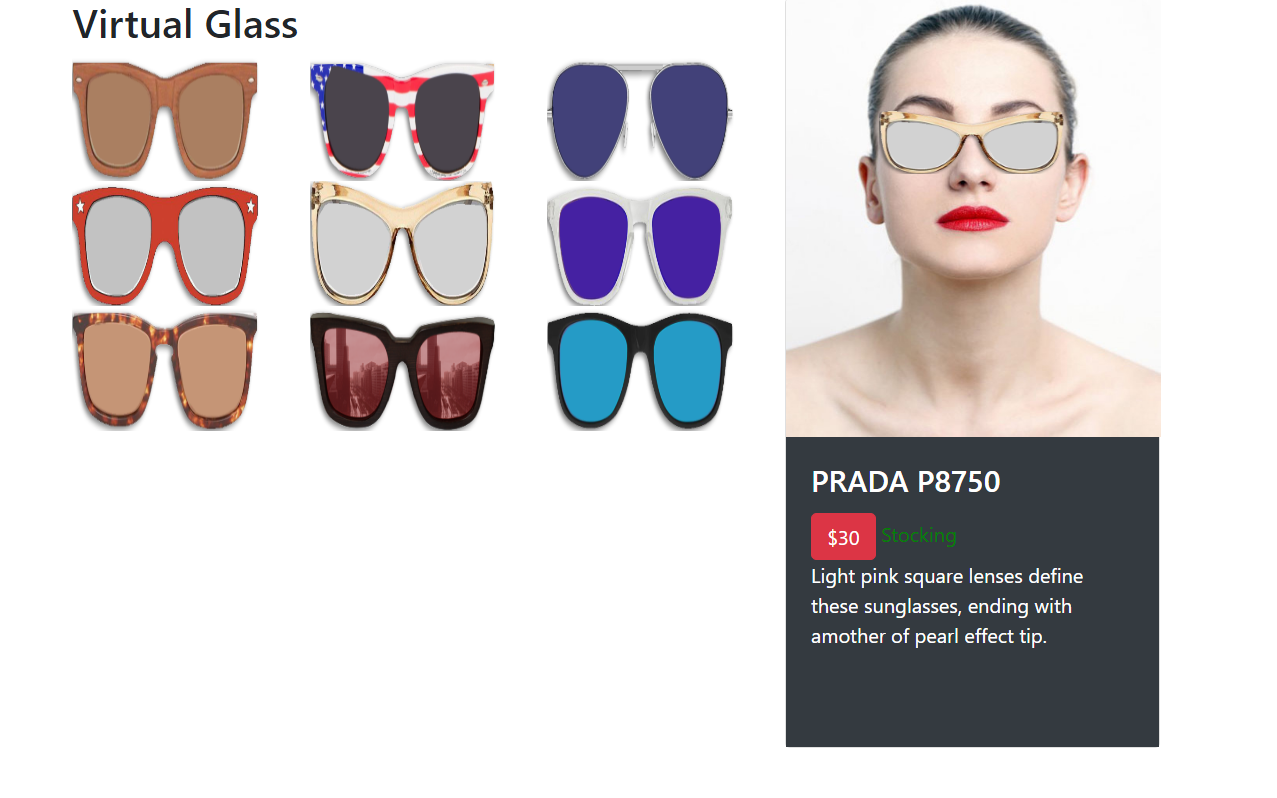 Virtual Glass
PRADA P8750
$30 Stocking
Light pink square lenses define
these sunglasses, ending with
amother of pearl effect tip.